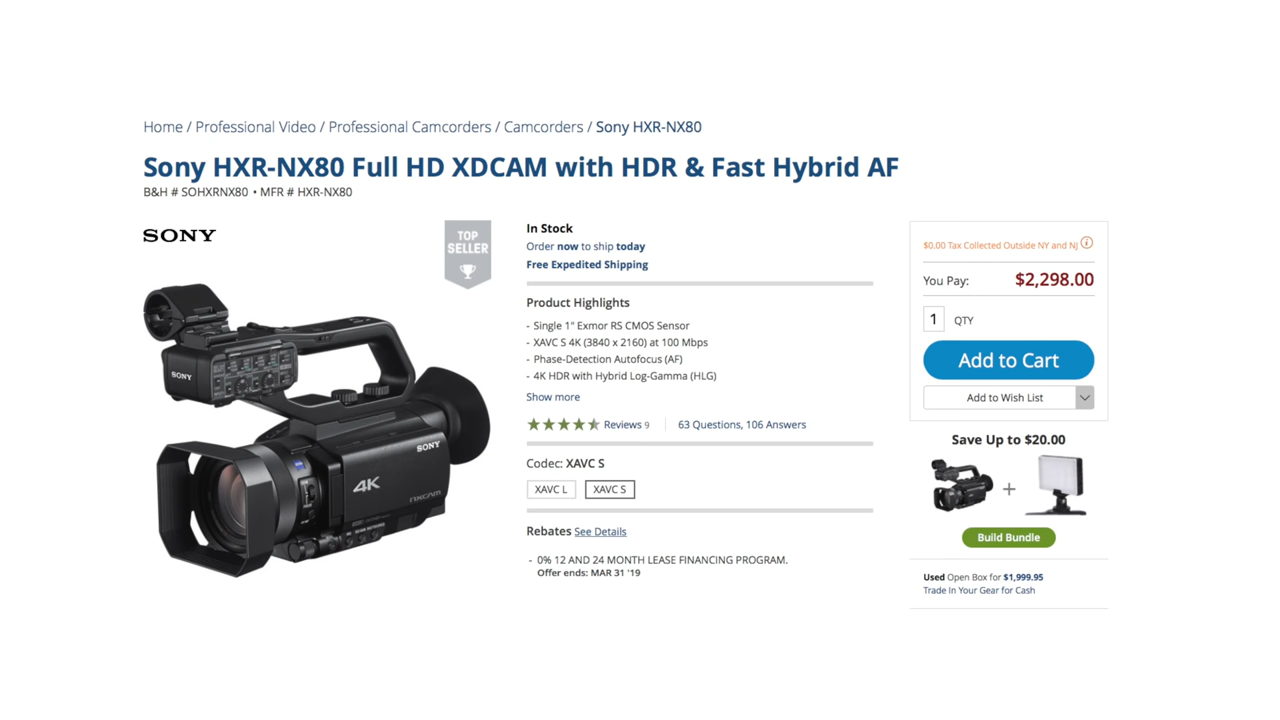 Home / Professional Video / Professional Camcorders / Camcorders / Sony HXR-NX80
Sony HXR-NX80 Full HD XDCAM with HDR & Fast Hybrid AF
B&H # SOHXRNX80 • MFR # HXR-NX80
SONY
TOP
SELLER
SONY
SONY
4K
NXCAM
In Stock
Order now to ship today
Free Expedited Shipping
Product Highlights
- Single 1" Exmor RS CMOS Sensor
- XAVC S 4K (3840 x 2160) at 100 Mbps
- Phase-Detection Autofocus (AF)
- 4K HDR with Hybrid Log-Gamma (HLG)
Show more
Reviews 9
63 Questions, 106 Answers
Codec: XAVC S
XAVC L
XAVC S
Rebates See Details
- 0% 12 AND 24 MONTH LEASE FINANCING PROGRAM.
Offer ends: MAR 31 '19
$0.00 Tax Collected Outside NY and NJ i
You Pay: $2,298.00
1 QTY
Add to Cart
Add to Wish List
Save Up to $20.00
+
Build Bundle
Used Open Box for $1,999.95
Trade In Your Gear for Cash